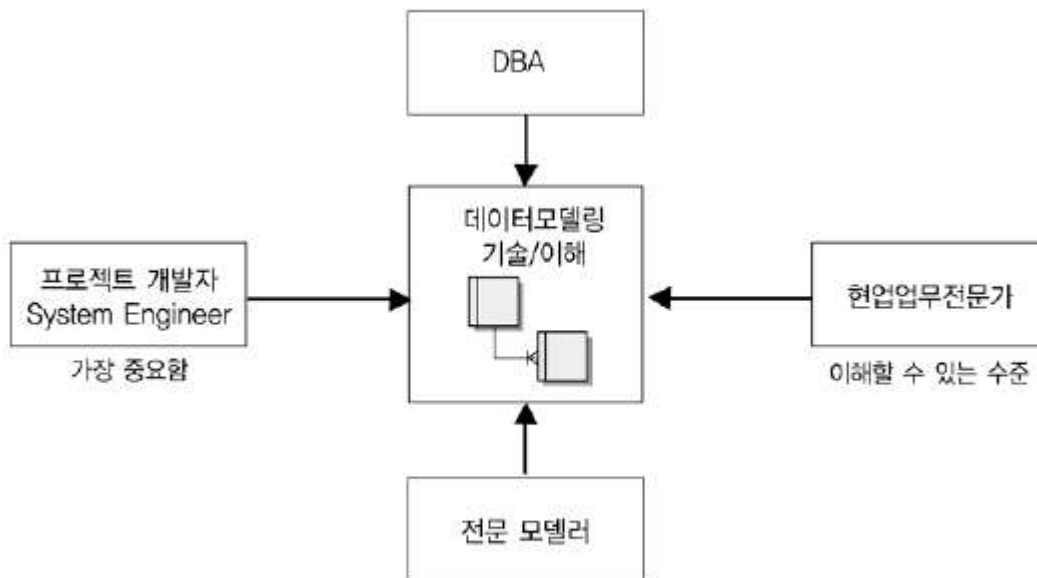 DBA
데이터모델링
기술/이해
프로젝트 개발자
System Engineer
가장 중요함
현업업무전문가
이해할 수 있는 수준
전문 모델러